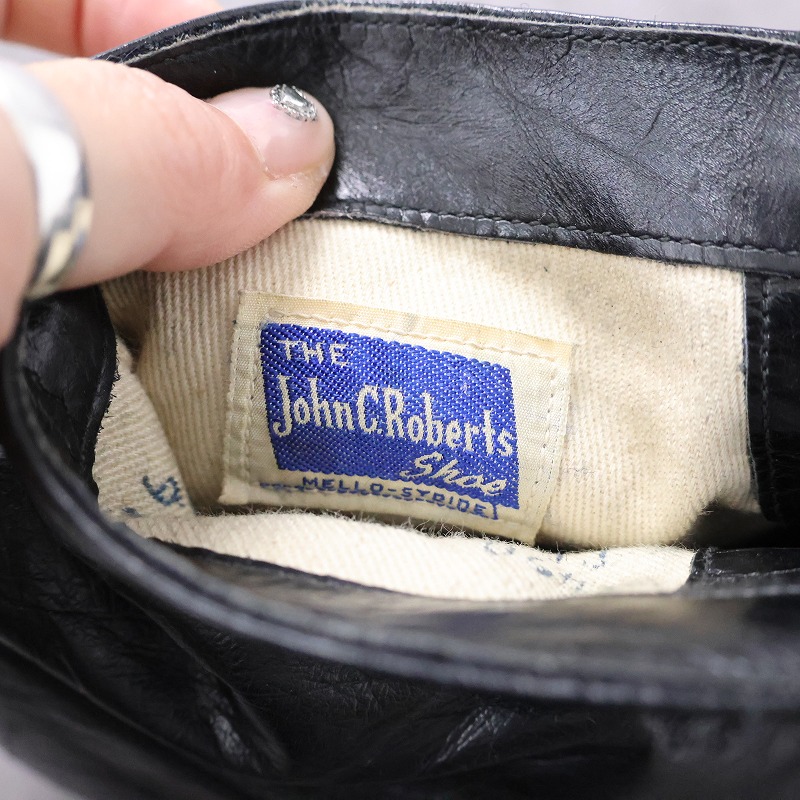 THE
John C. Roberts
Shoe
MELLO-STRIDE